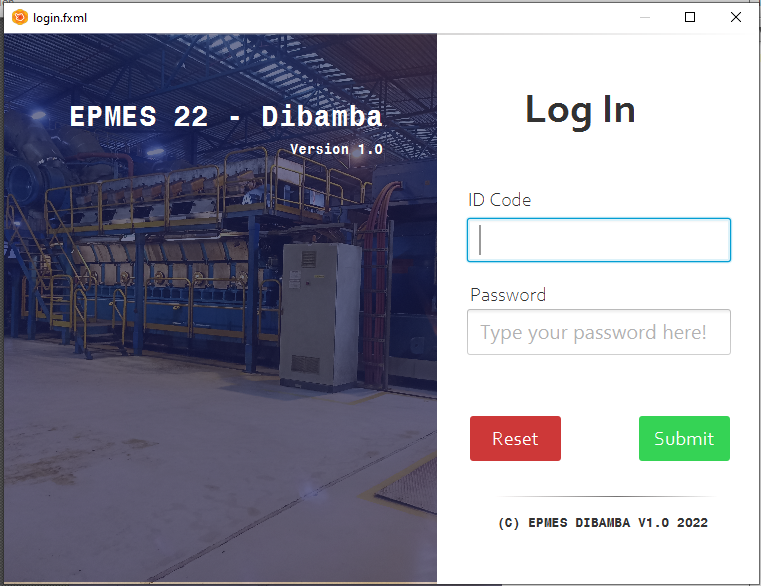 login.fxml
EPMES 22 - Dibamba
Version 1.0
Log In
ID Code
Password
Type your password here!
Reset
Submit
(C) EPMES DIBAMBA V1.0 2022